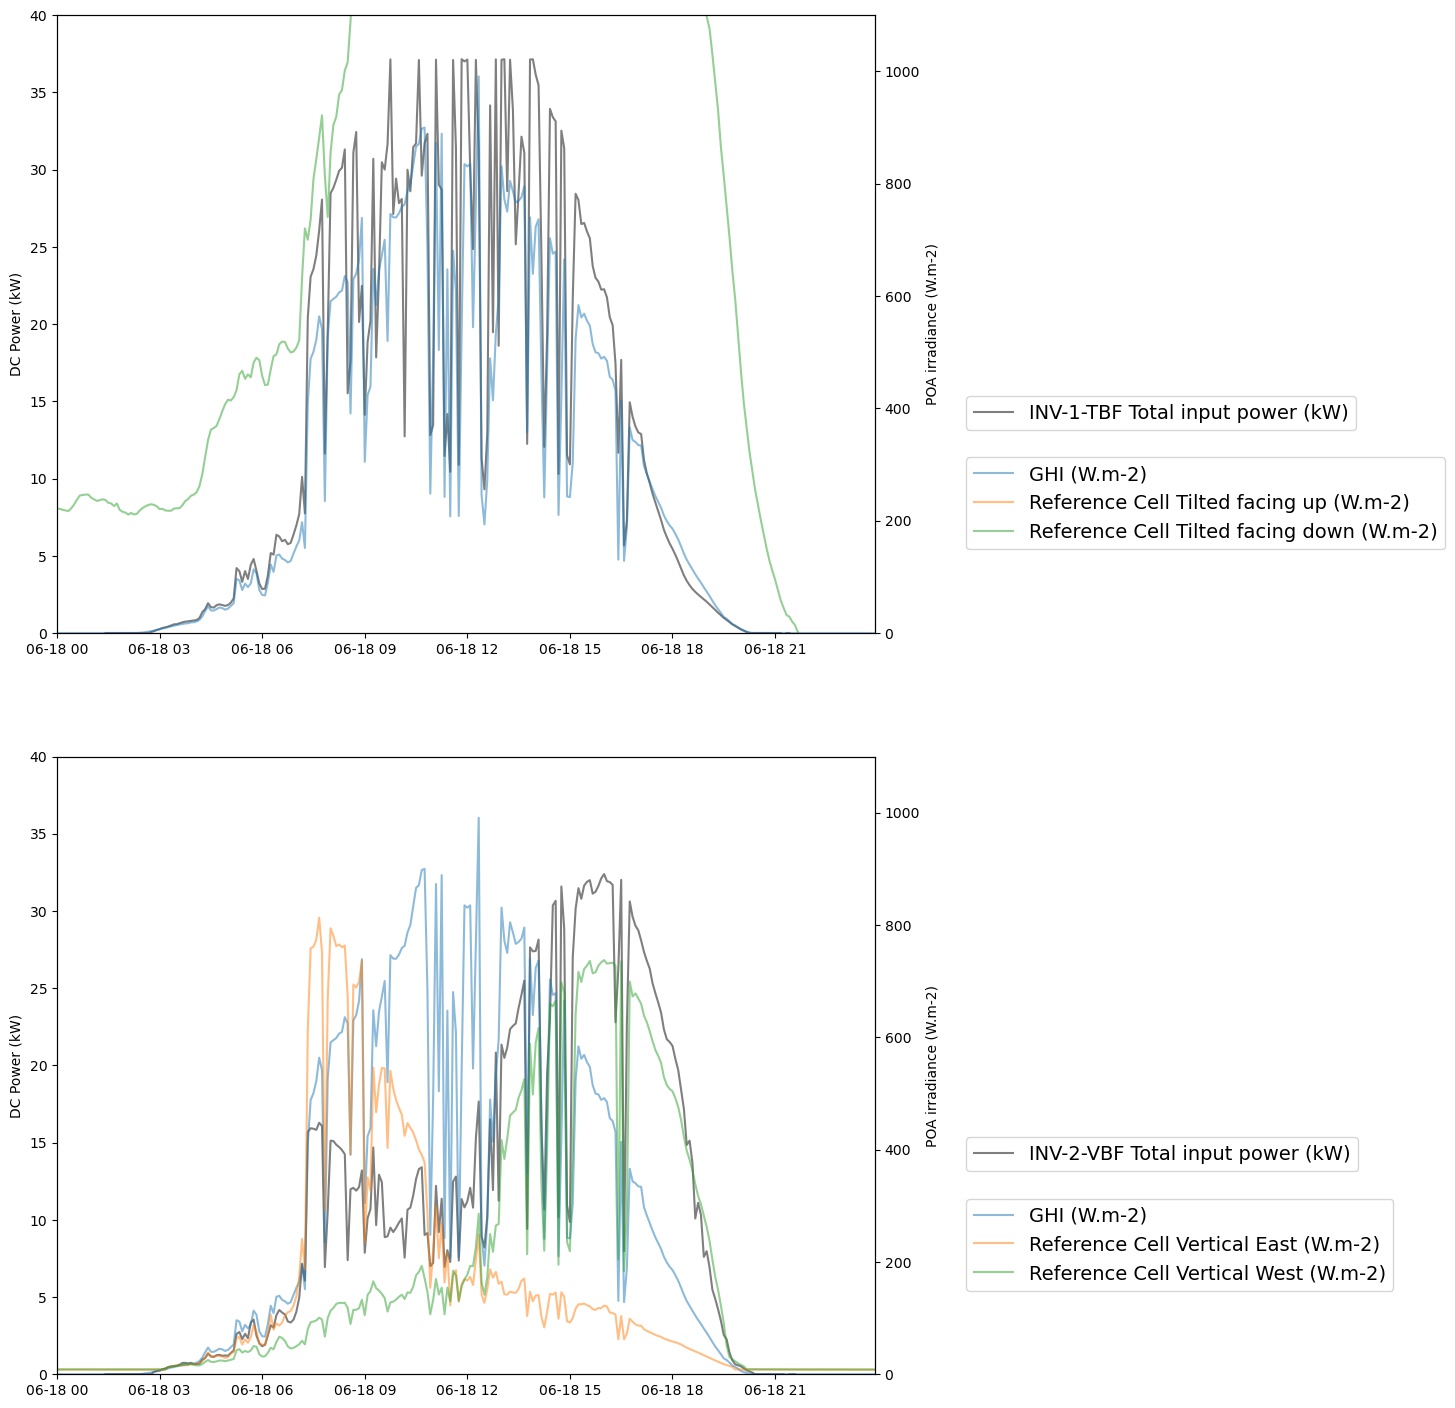 40
35
30
25
20
15
10
5
0
DC Power (kW)
1000
800
600
400
200
0
POA irradiance (W.m-2)
06-18 00 06-18 03 06-18 06 06-18 09 06-18 12 06-18 15 06-18 18 06-18 21
INV-1-TBF Total input power (kW)
GHI (W.m-2)
Reference Cell Tilted facing up (W.m-2)
Reference Cell Tilted facing down (W.m-2)
40
35
30
25
20
15
10
5
0
DC Power (kW)
1000
800
600
400
200
0
POA irradiance (W.m-2)
06-18 00 06-18 03 06-18 06 06-18 09 06-18 12 06-18 15 06-18 18 06-18 21
INV-2-VBF Total input power (kW)
GHI (W.m-2)
Reference Cell Vertical East (W.m-2)
Reference Cell Vertical West (W.m-2)